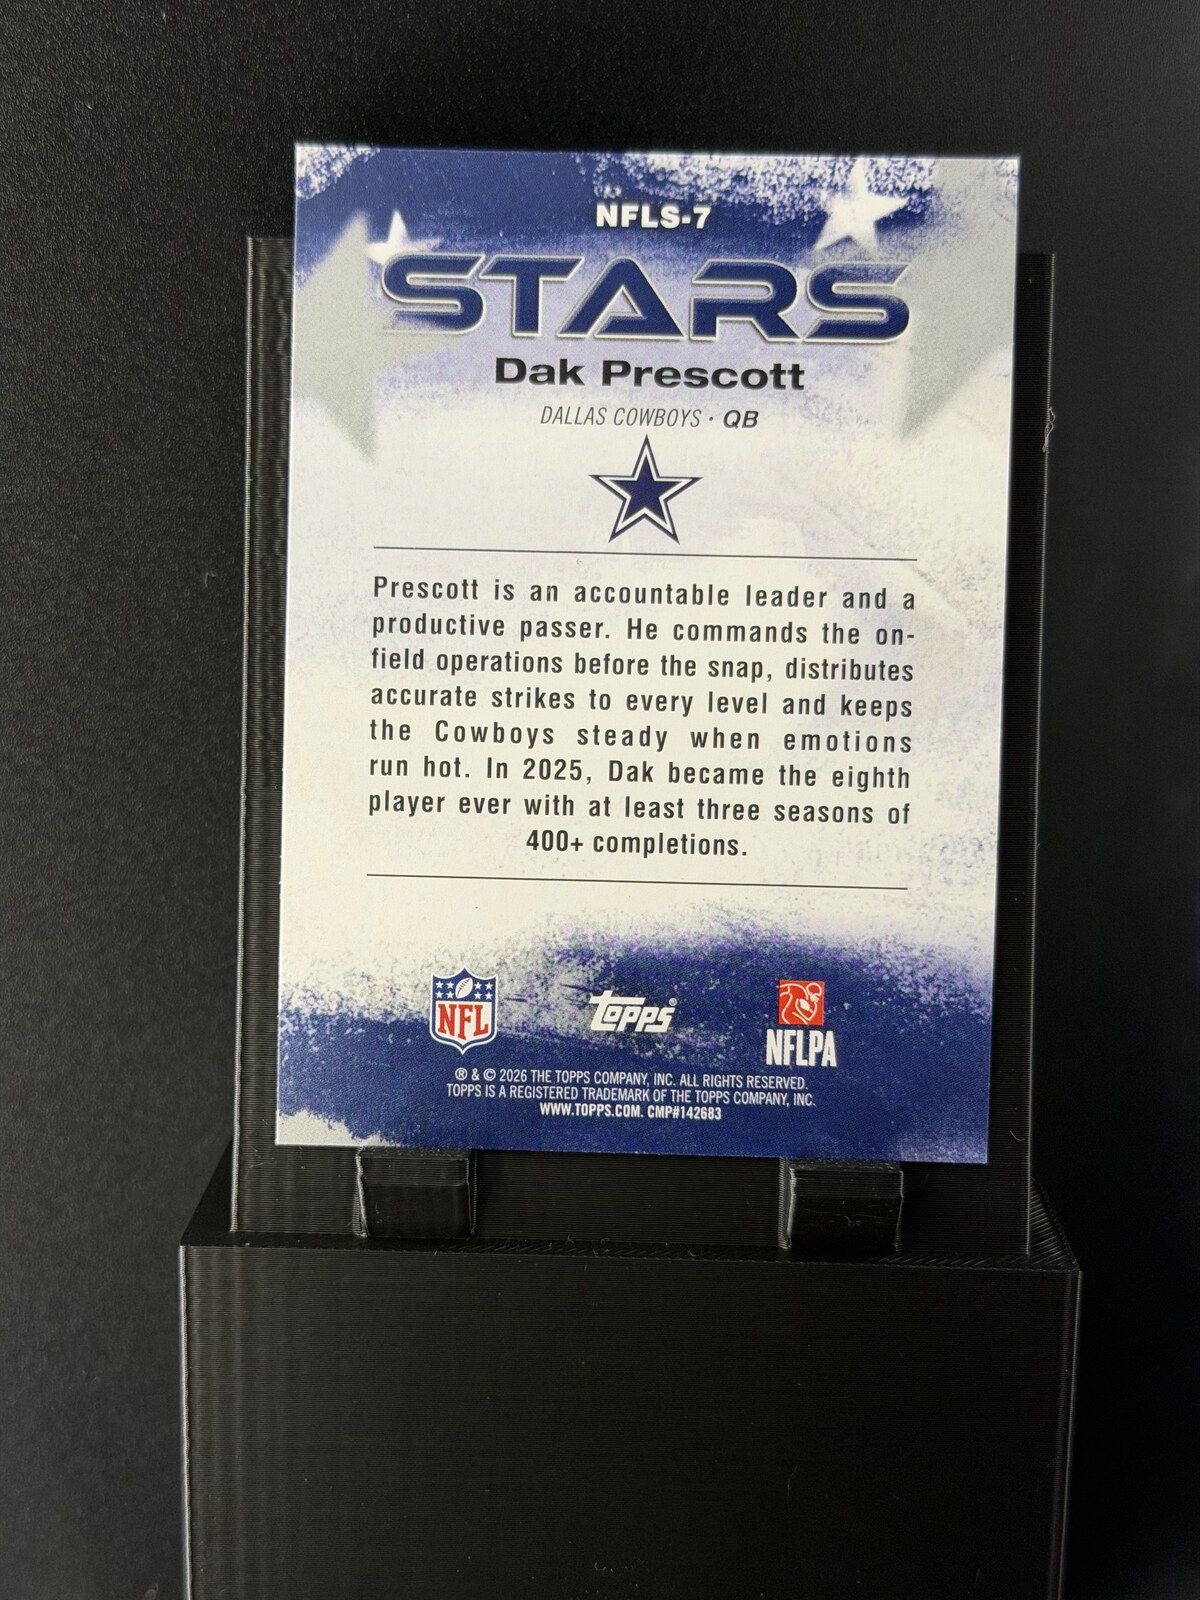 NFLS-7
STARS
Dak Prescott
DALLAS COWBOYS · QB
Prescott is an accountable leader and a
productive passer. He commands the on-
field operations before the snap, distributes
accurate strikes to every level and keeps
the Cowboys steady when emotions
run hot. In 2025, Dak became the eighth
player ever with at least three seasons of
400+ completions.
NFL
topps®
NFLPA
® & © 2026 THE TOPPS COMPANY, INC. ALL RIGHTS RESERVED.
TOPPS IS A REGISTERED TRADEMARK OF THE TOPPS COMPANY, INC.
WWW.TOPPS.COM. CMP#142683